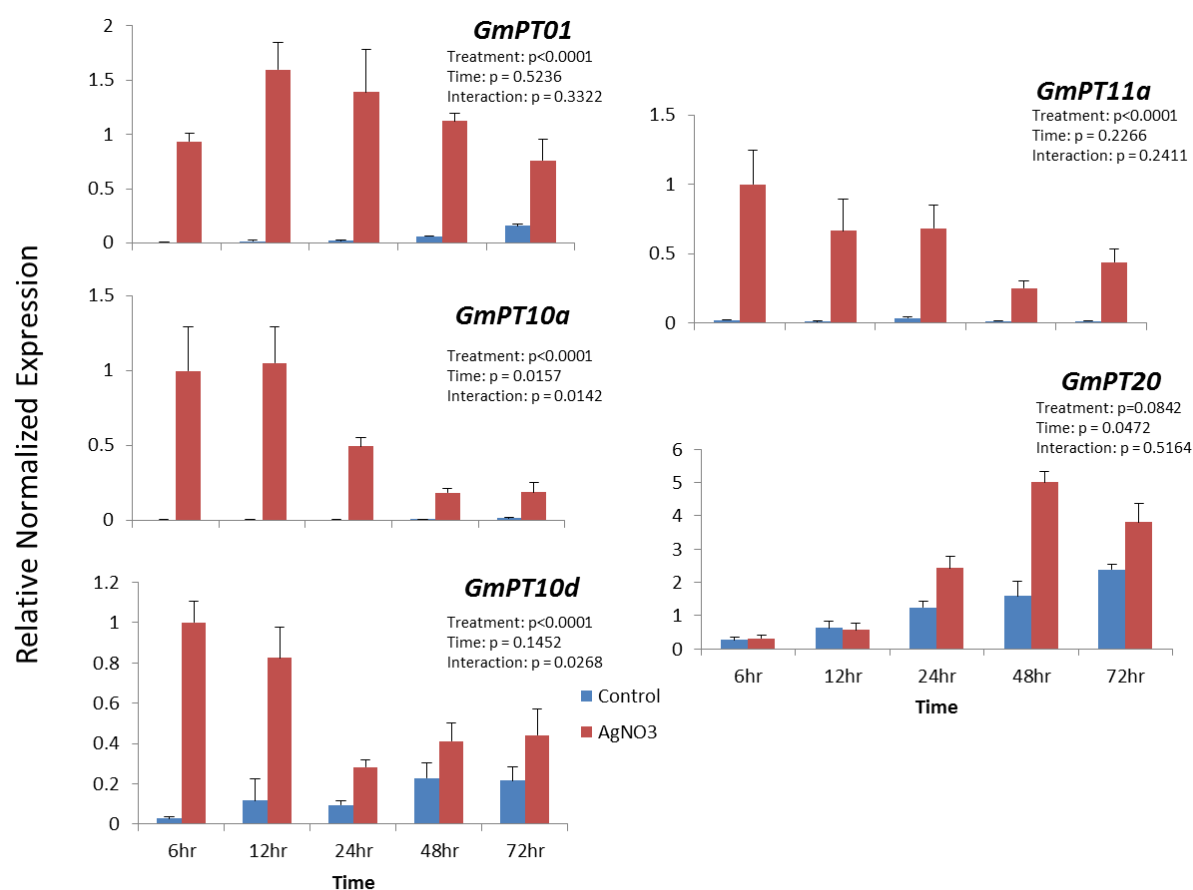 Relative Normalized Expression
GmPT01
Treatment: p<0.0001
Time: p = 0.5236
Interaction: p = 0.3322
2
1.5
1
0.5
0
GmPT10a
Treatment: p<0.0001
Time: p = 0.0157
Interaction: p = 0.0142
1.5
1
0.5
0
GmPT10d
Treatment: p<0.0001
Time: p = 0.1452
Interaction: p = 0.0268
1.2
1
0.8
0.6
0.4
0.2
0
6hr 12hr 24hr 48hr 72hr
Time
Control
AgNO3
GmPT11a
Treatment: p<0.0001
Time: p = 0.2266
Interaction: p = 0.2411
1.5
1
0.5
0
GmPT20
Treatment: p=0.0842
Time: p = 0.0472
Interaction: p = 0.5164
6
5
4
3
2
1
0
6hr 12hr 24hr 48hr 72hr
Time